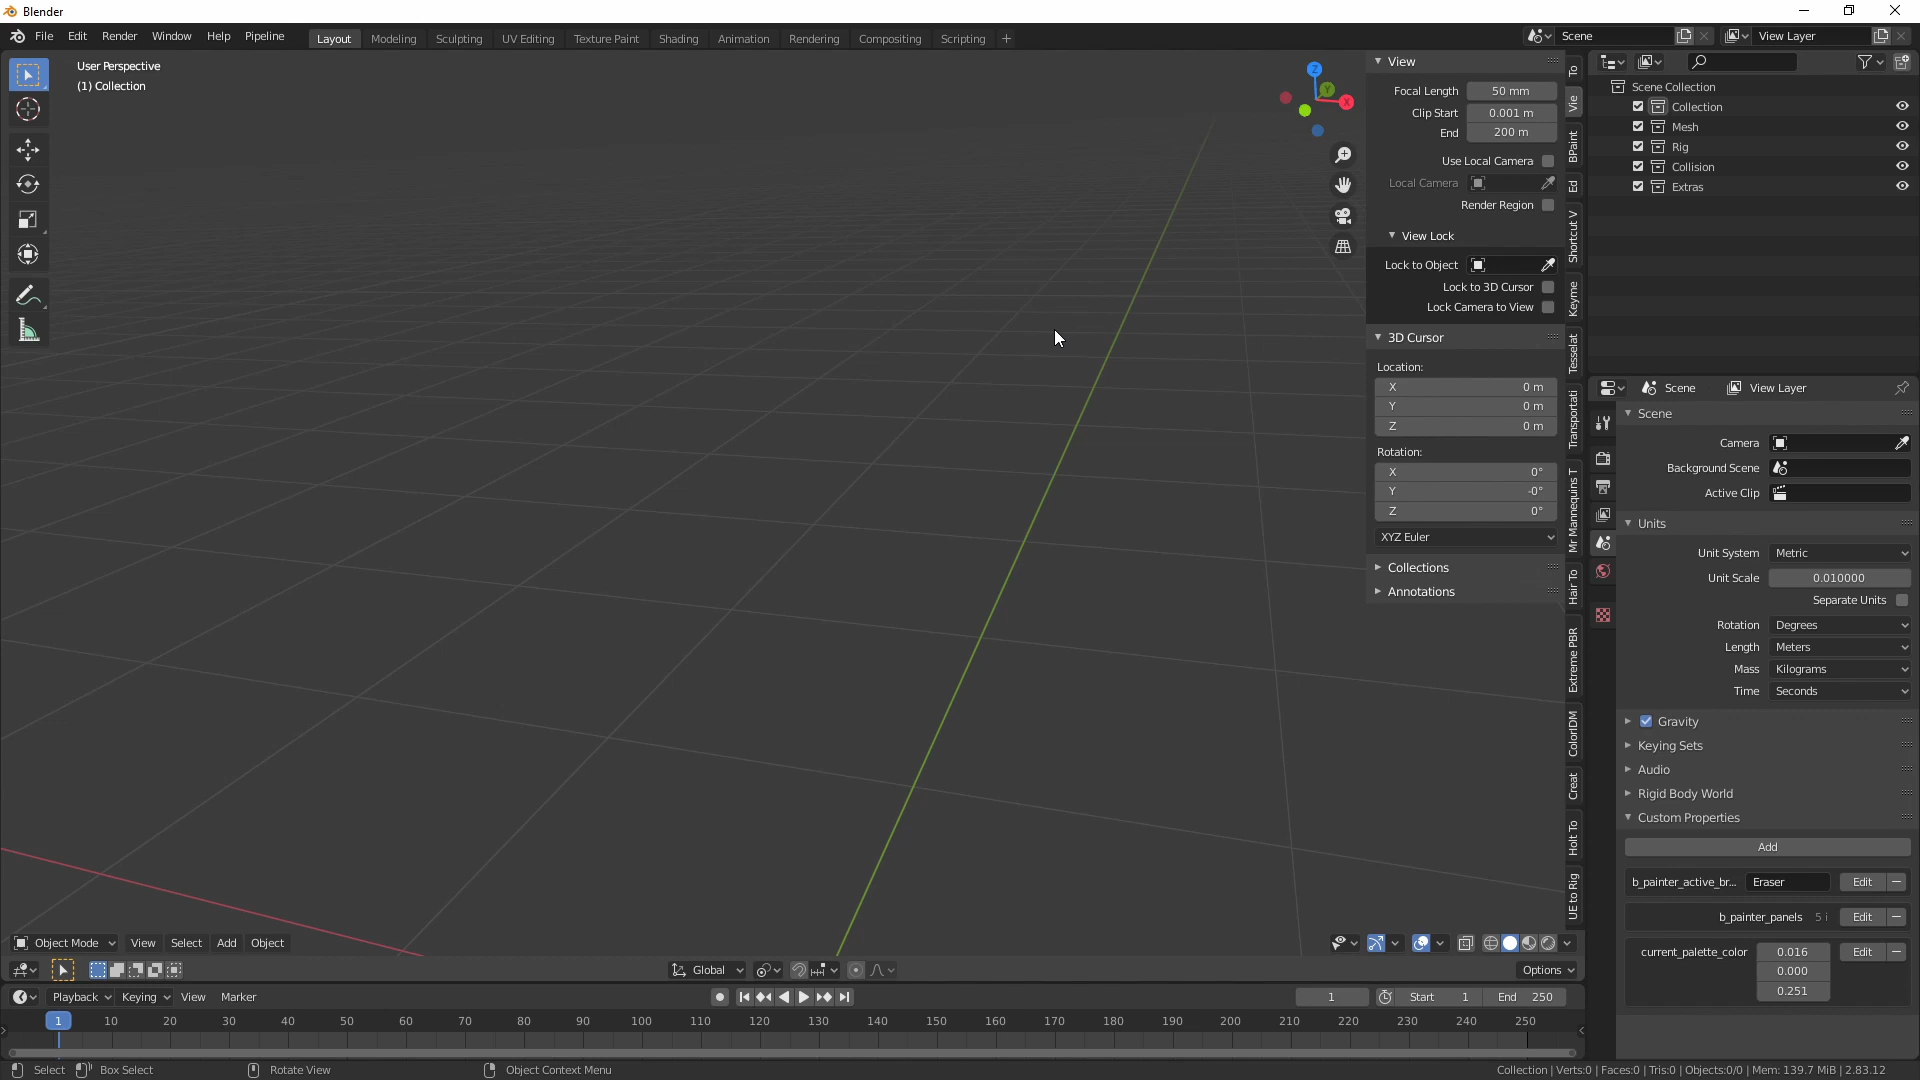 Blender
File Edit Render Window Help Pipeline
Layout Modeling Sculpting UV Editing Texture Paint Shading Animation Rendering Compositing Scripting +
Scene
View Layer
User Perspective
(1) Collection
Z
Y
X
View
Focal Length 50 mm
Clip Start 0.001 m
End 200 m
Use Local Camera
Local Camera
Render Region
View Lock
Lock to Object
Lock to 3D Cursor
Lock Camera to View
3D Cursor
Location:
X 0 m
Y 0 m
Z 0 m
Rotation:
X 0°
Y -0°
Z 0°
XYZ Euler
Collections
Annotations
To
Vie
BPaint
Ed
Shortcut V
Keyme
Tesselat
Transportati
Mr Mannequins T
Hair To
Extreme PBR
ColorIDM
Creat
Holt To
UE to Rig
Scene Collection
Collection
Mesh
Rig
Collision
Extras
Scene View Layer
Scene
Camera
Background Scene
Active Clip
Units
Unit System Metric
Unit Scale 0.010000
Separate Units
Rotation Degrees
Length Meters
Mass Kilograms
Time Seconds
Gravity
Keying Sets
Audio
Rigid Body World
Custom Properties
Add
b_painter_active_br... Eraser Edit
b_painter_panels 5 i Edit
current_palette_color 0.016 Edit
0.000
0.251
Object Mode View Select Add Object
Global
Options
Playback Keying View Marker
1 Start 1 End 250
1 10 20 30 40 50 60 70 80 90 100 110 120 130 140 150 160 170 180 190 200 210 220 230 240 250
Select Box Select Rotate View Object Context Menu
Collection | Verts:0 | Faces:0 | Tris:0 | Objects:0/0 | Mem: 139.7 MiB | 2.83.12